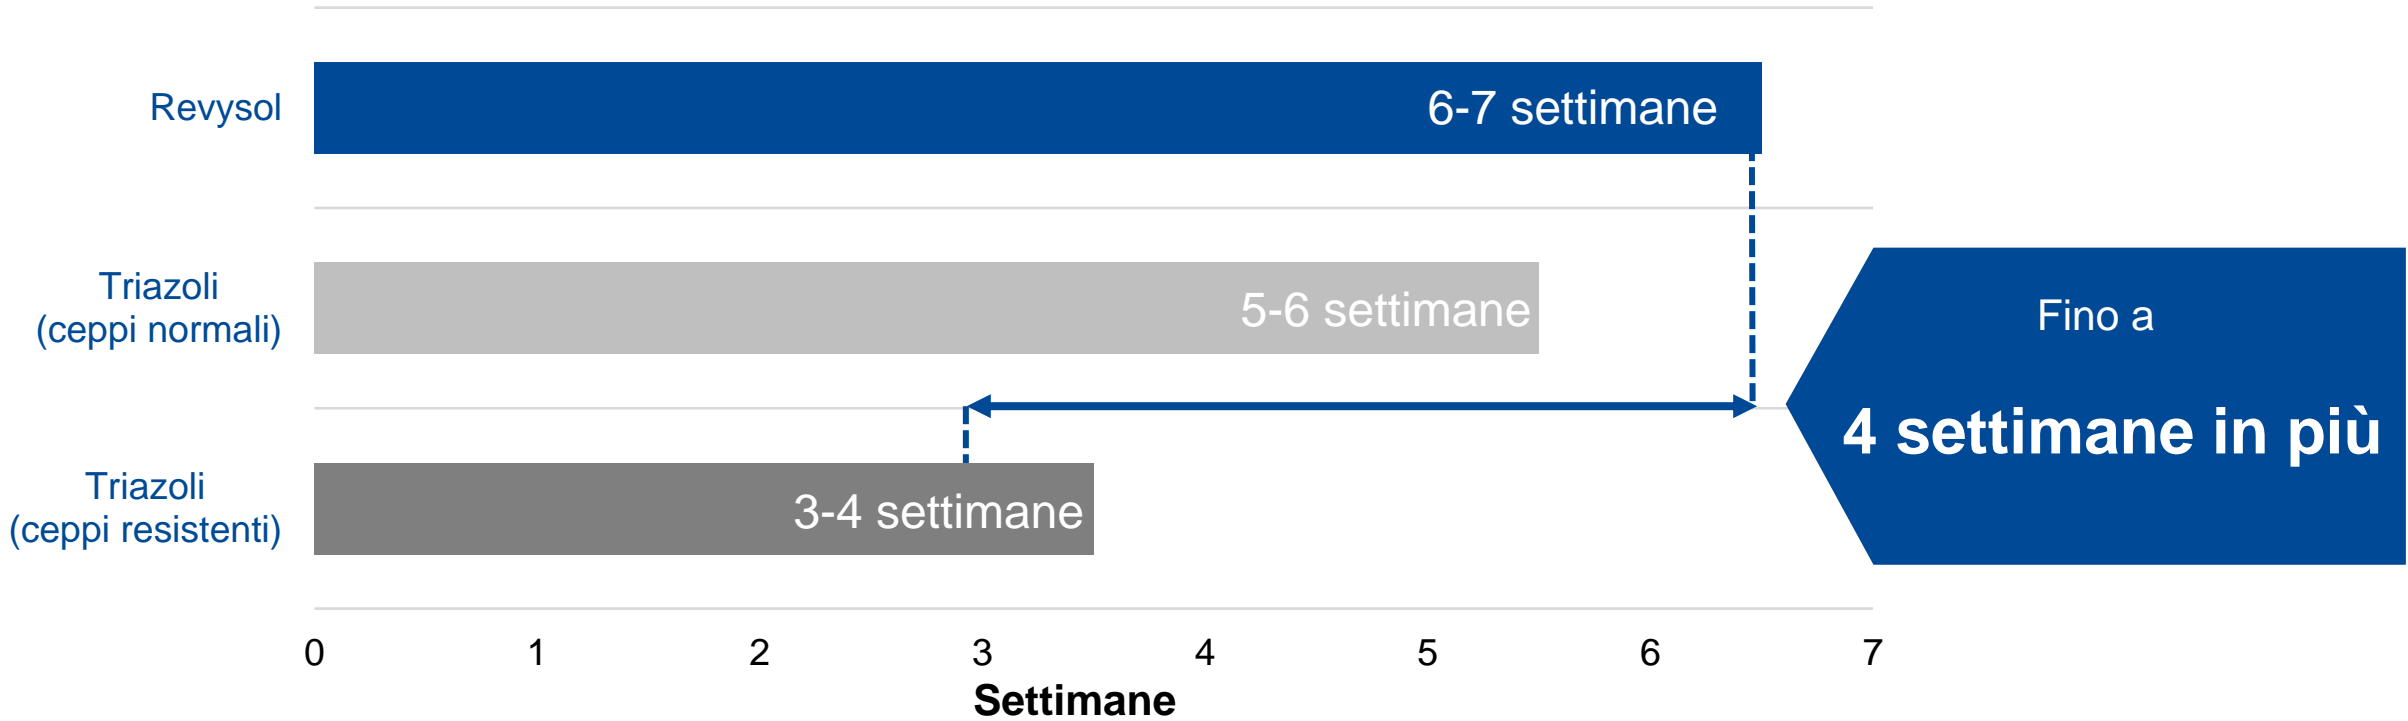 Revysol
6-7 settimane
Triazoli
(ceppi normali)
5-6 settimane
Fino a
4 settimane in più
Triazoli
(ceppi resistenti)
3-4 settimane
0 1 2 3 4 5 6 7
Settimane